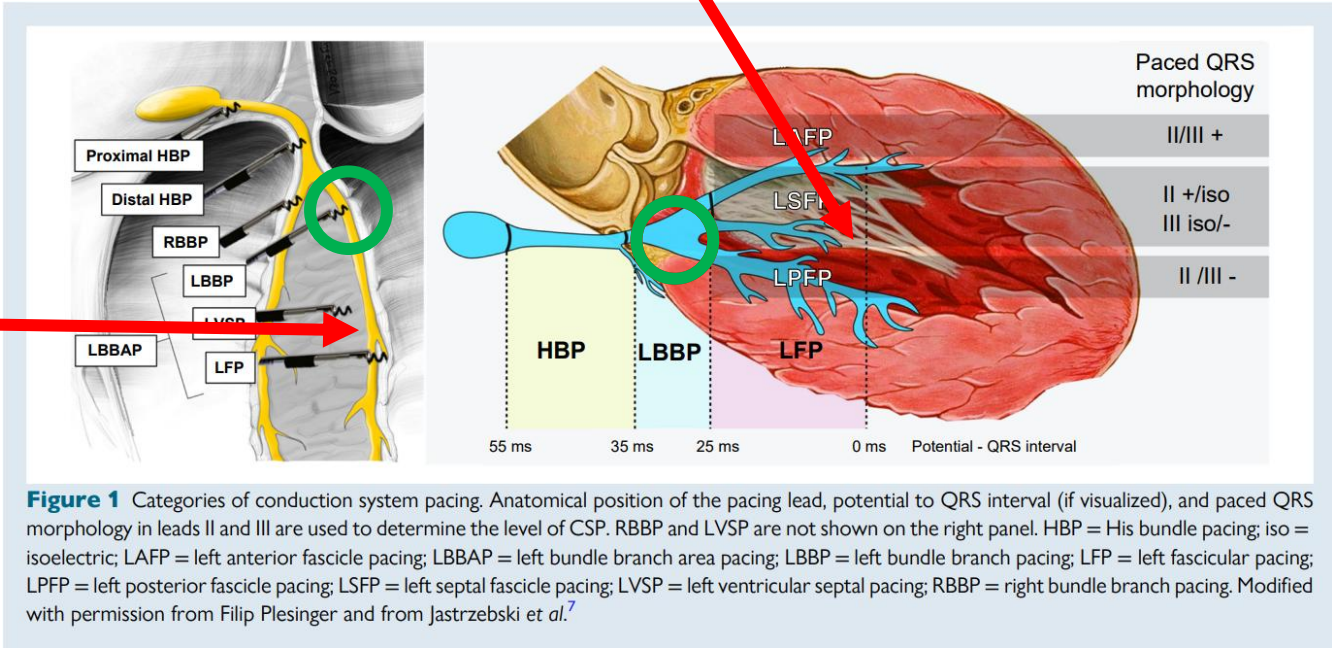 Proximal HBP
Distal HBP
RBBP
LBBP
LVSP
LBBAP
LFP
Paced QRS
morphology
LAFP
II/III +
LSFP
II +/iso
III iso/-
LPFP
II /III -
HBP
LBBP
LFP
55 ms
35 ms
25 ms
0 ms
Potential - QRS interval
Figure 1 Categories of conduction system pacing. Anatomical position of the pacing lead, potential to QRS interval (if visualized), and paced QRS
morphology in leads II and III are used to determine the level of CSP. RBBP and LVSP are not shown on the right panel. HBP = His bundle pacing; iso =
isoelectric; LAFP = left anterior fascicle pacing; LBBAP = left bundle branch area pacing; LBBP = left bundle branch pacing; LFP = left fascicular pacing;
LPFP = left posterior fascicle pacing; LSFP = left septal fascicle pacing; LVSP = left ventricular septal pacing; RBBP = right bundle branch pacing. Modified
with permission from Filip Plesinger and from Jastrzebski et al.7